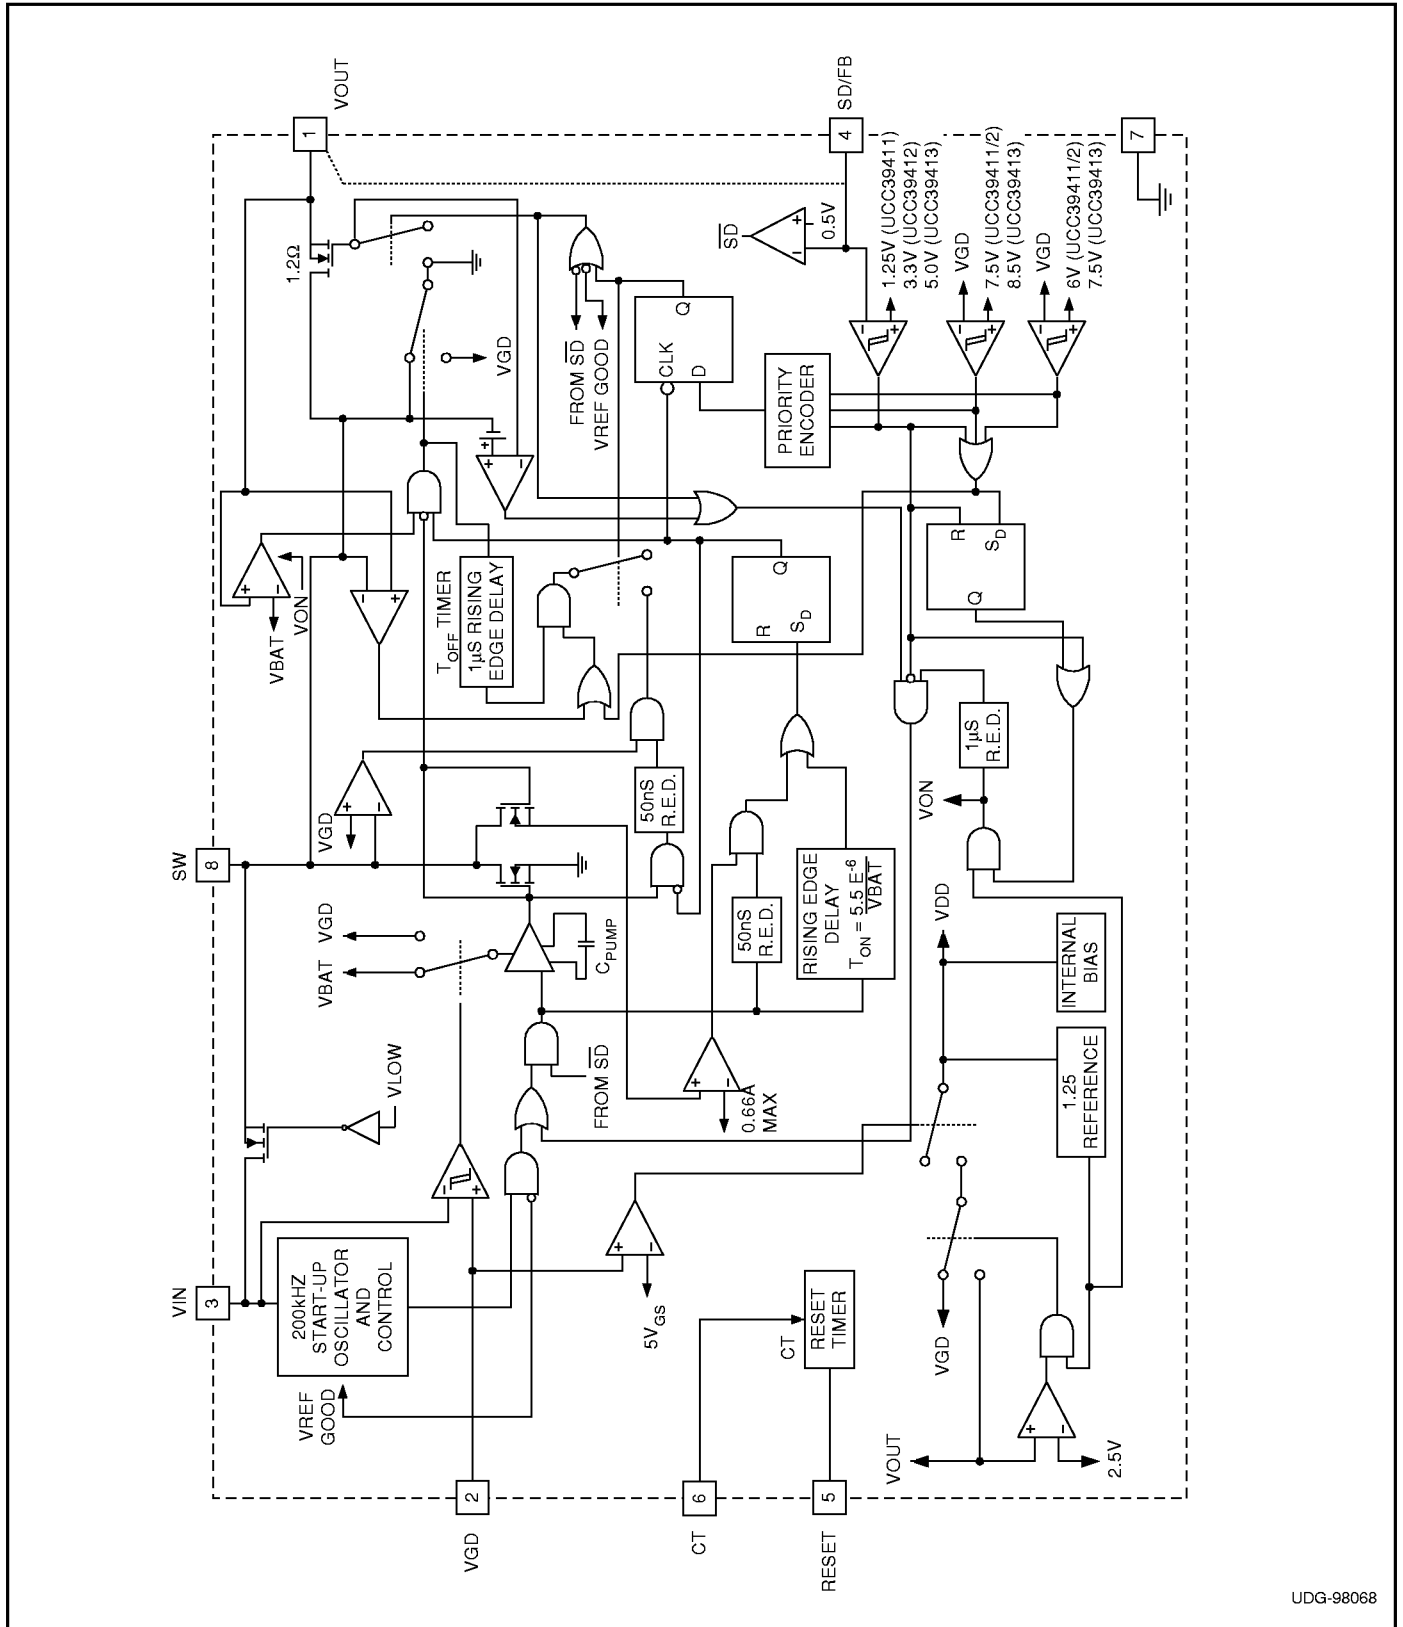 VOUT
1
SD/FB
4
7
1.2Ω
SD
0.5V
1.25V (UCC39411)
3.3V (UCC39412)
5.0V (UCC39413)
VGD
7.5V (UCC39411/2)
8.5V (UCC39413)
VGD
6V (UCC39411/2)
7.5V (UCC39413)
VGD
FROM SD
VREF GOOD
Q
CLK
D
PRIORITY
ENCODER
VBAT
VON
TOFF TIMER
1µS RISING
EDGE DELAY
Q
R
SD
R
SD
Q
SW
8
VGD
50nS
R.E.D.
1µS
R.E.D.
VON
VGD
VBAT
CPUMP
50nS
R.E.D.
RISING EDGE
DELAY
TON = 5.5 E-6
VBAT
VDD
INTERNAL
BIAS
VLOW
FROM SD
0.66A
MAX
1.25
REFERENCE
VIN
3
200kHZ
START-UP
OSCILLATOR
AND
CONTROL
VREF
GOOD
5VGS
CT
RESET
TIMER
VGD
VOUT
2.5V
2
VGD
6
CT
5
RESET
UDG-98068